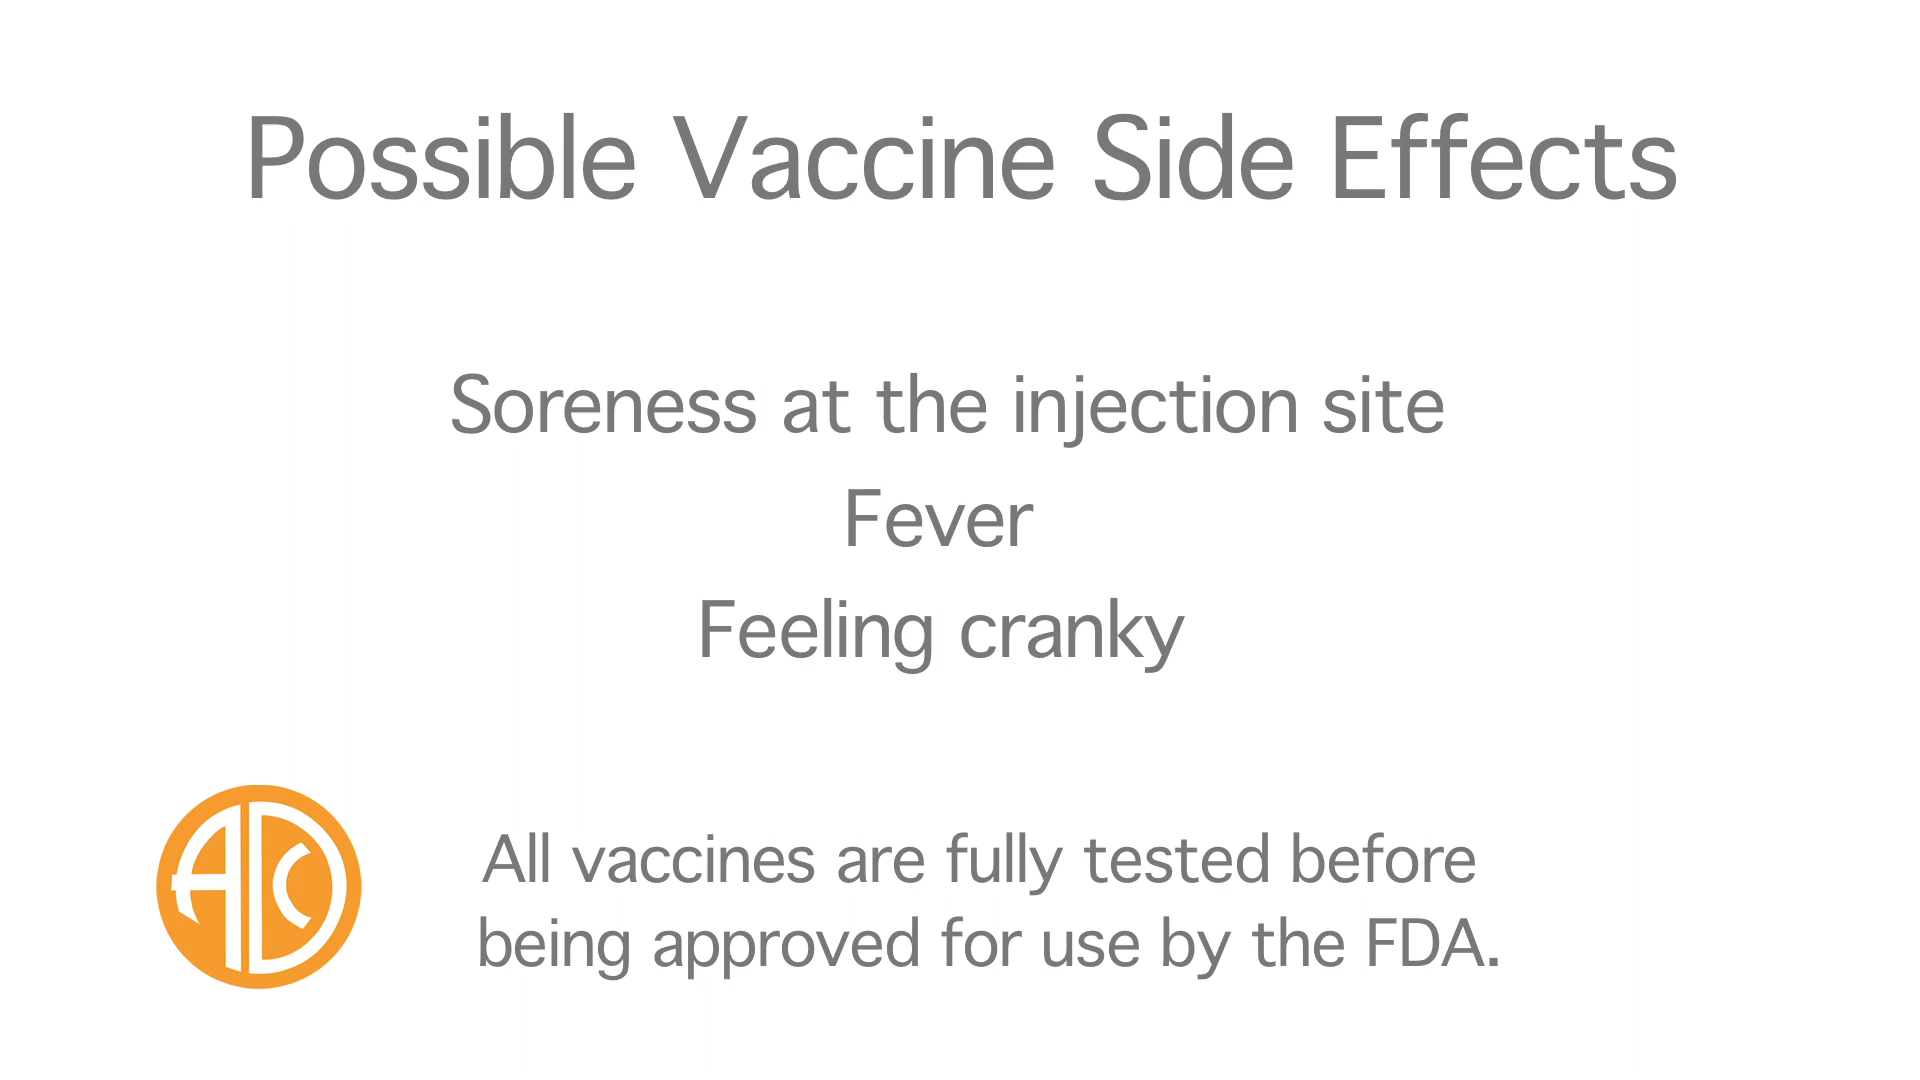 Possible Vaccine Side Effects
Soreness at the injection site
Fever
Feeling cranky
ADC
All vaccines are fully tested before
being approved for use by the FDA.